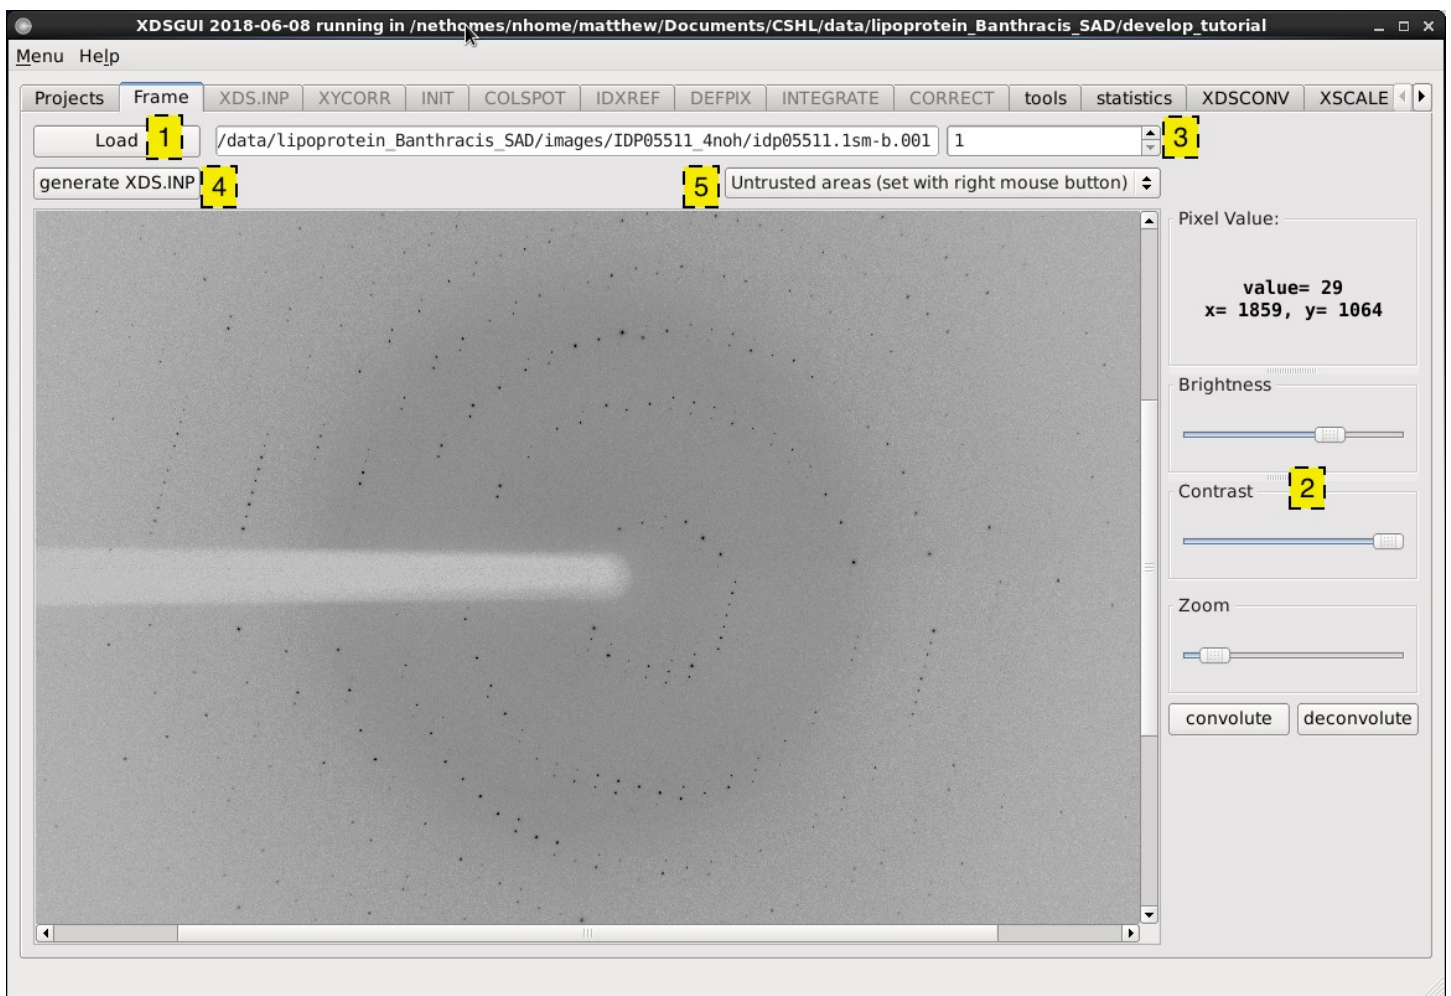 XDSGUI 2018-06-08 running in /nethomes/nhome/matthew/Documents/CSHL/data/lipoprotein_Banthracis_SAD/develop_tutorial
Menu Help
Projects Frame XDS.INP XYCORR INIT COLSPOT IDXREF DEFPIX INTEGRATE CORRECT tools statistics XDSCONV XSCALE
Load 1 /data/lipoprotein_Banthracis_SAD/images/IDP05511_4noh/idp05511.1sm-b.001 1 3
generate XDS.INP 4 5 Untrusted areas (set with right mouse button)
Pixel Value:
value= 29
x= 1859, y= 1064
Brightness
Contrast 2
Zoom
convolute deconvolute